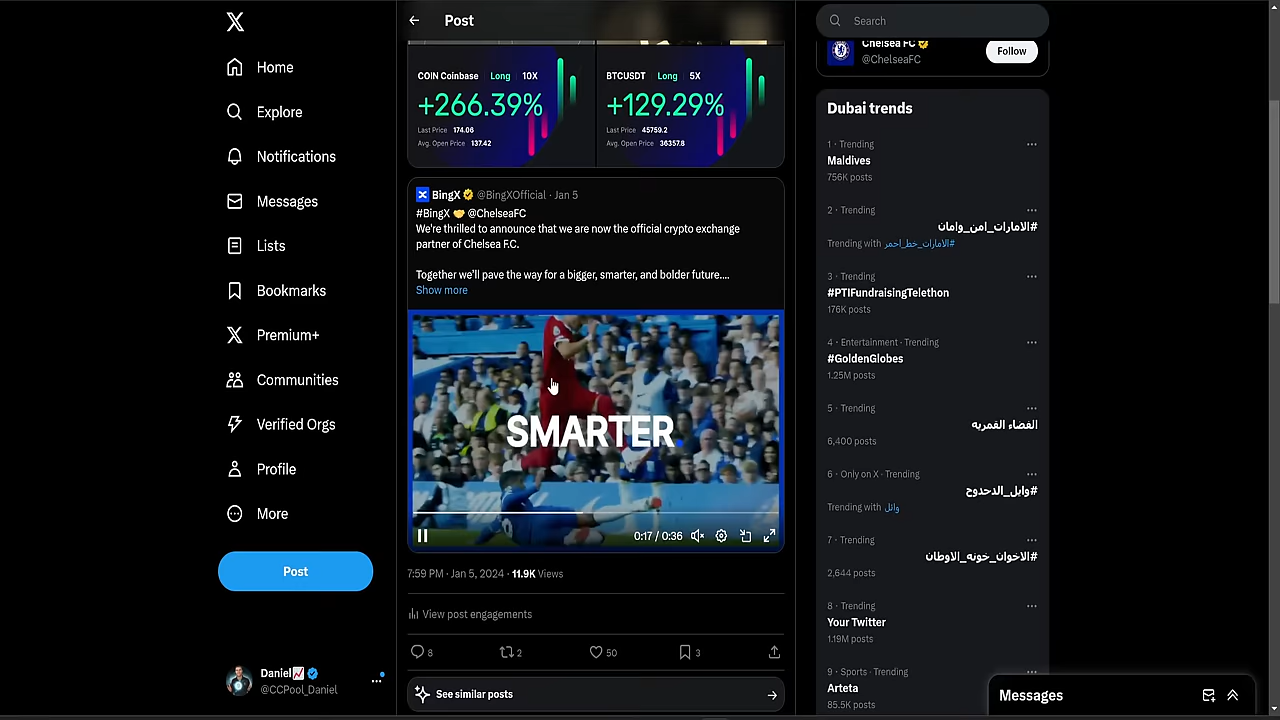 Home
Explore
Notifications
Messages
Lists
Bookmarks
Premium+
Communities
Verified Orgs
Profile
More
Post
Daniel📈
@CCPool_Daniel
Post
COIN Coinbase Long 10X
+266.39%
Last Price 174.06
Avg. Open Price 137.42
BTCUSDT Long 5X
+129.29%
Last Price 45759.2
Avg. Open Price 36357.8
BingX @BingXOfficial · Jan 5
#BingX 🤝 @ChelseaFC
We're thrilled to announce that we are now the official crypto exchange
partner of Chelsea F.C.
Together we'll pave the way for a bigger, smarter, and bolder future....
Show more
SMARTER.
0:17 / 0:36
7:59 PM · Jan 5, 2024 · 11.9K Views
View post engagements
8 2 50 3
See similar posts
Search
Chelsea FC
@ChelseaFC
Follow
Dubai trends
1 · Trending
Maldives
756K posts
2 · Trending
#الامارات_امن_وامان
Trending with #الامارات_خط_احمر
3 · Trending
#PTIFundraisingTelethon
176K posts
4 · Entertainment · Trending
#GoldenGlobes
1.25M posts
5 · Trending
الفضاء القمريه
6,400 posts
6 · Only on X · Trending
#وابل_الدحدوح
Trending with وائل
7 · Trending
#الاخوان_خونه_الاوطان
2,644 posts
8 · Trending
Your Twitter
1.19M posts
9 · Sports · Trending
Arteta
85.5K posts
Messages